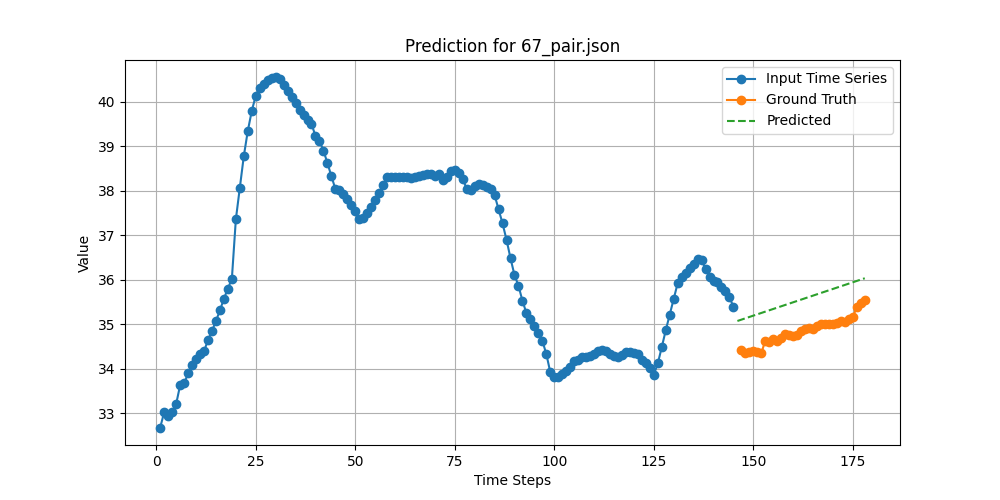 Prediction for 67_pair.json
Input Time Series
Ground Truth
Predicted
40
39
38
37
36
35
34
33
Value
0
25
50
75
100
125
150
175
Time Steps